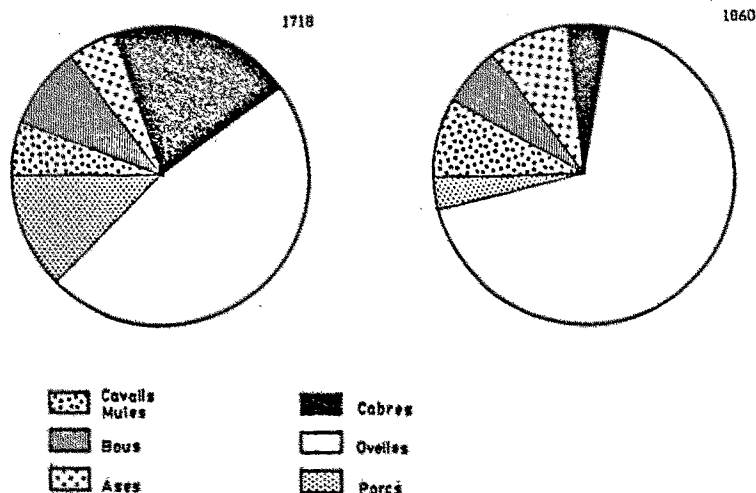 1718
1860
Cavalls
Mules
Bous
Ases
Cabres
Ovelles
Porcs